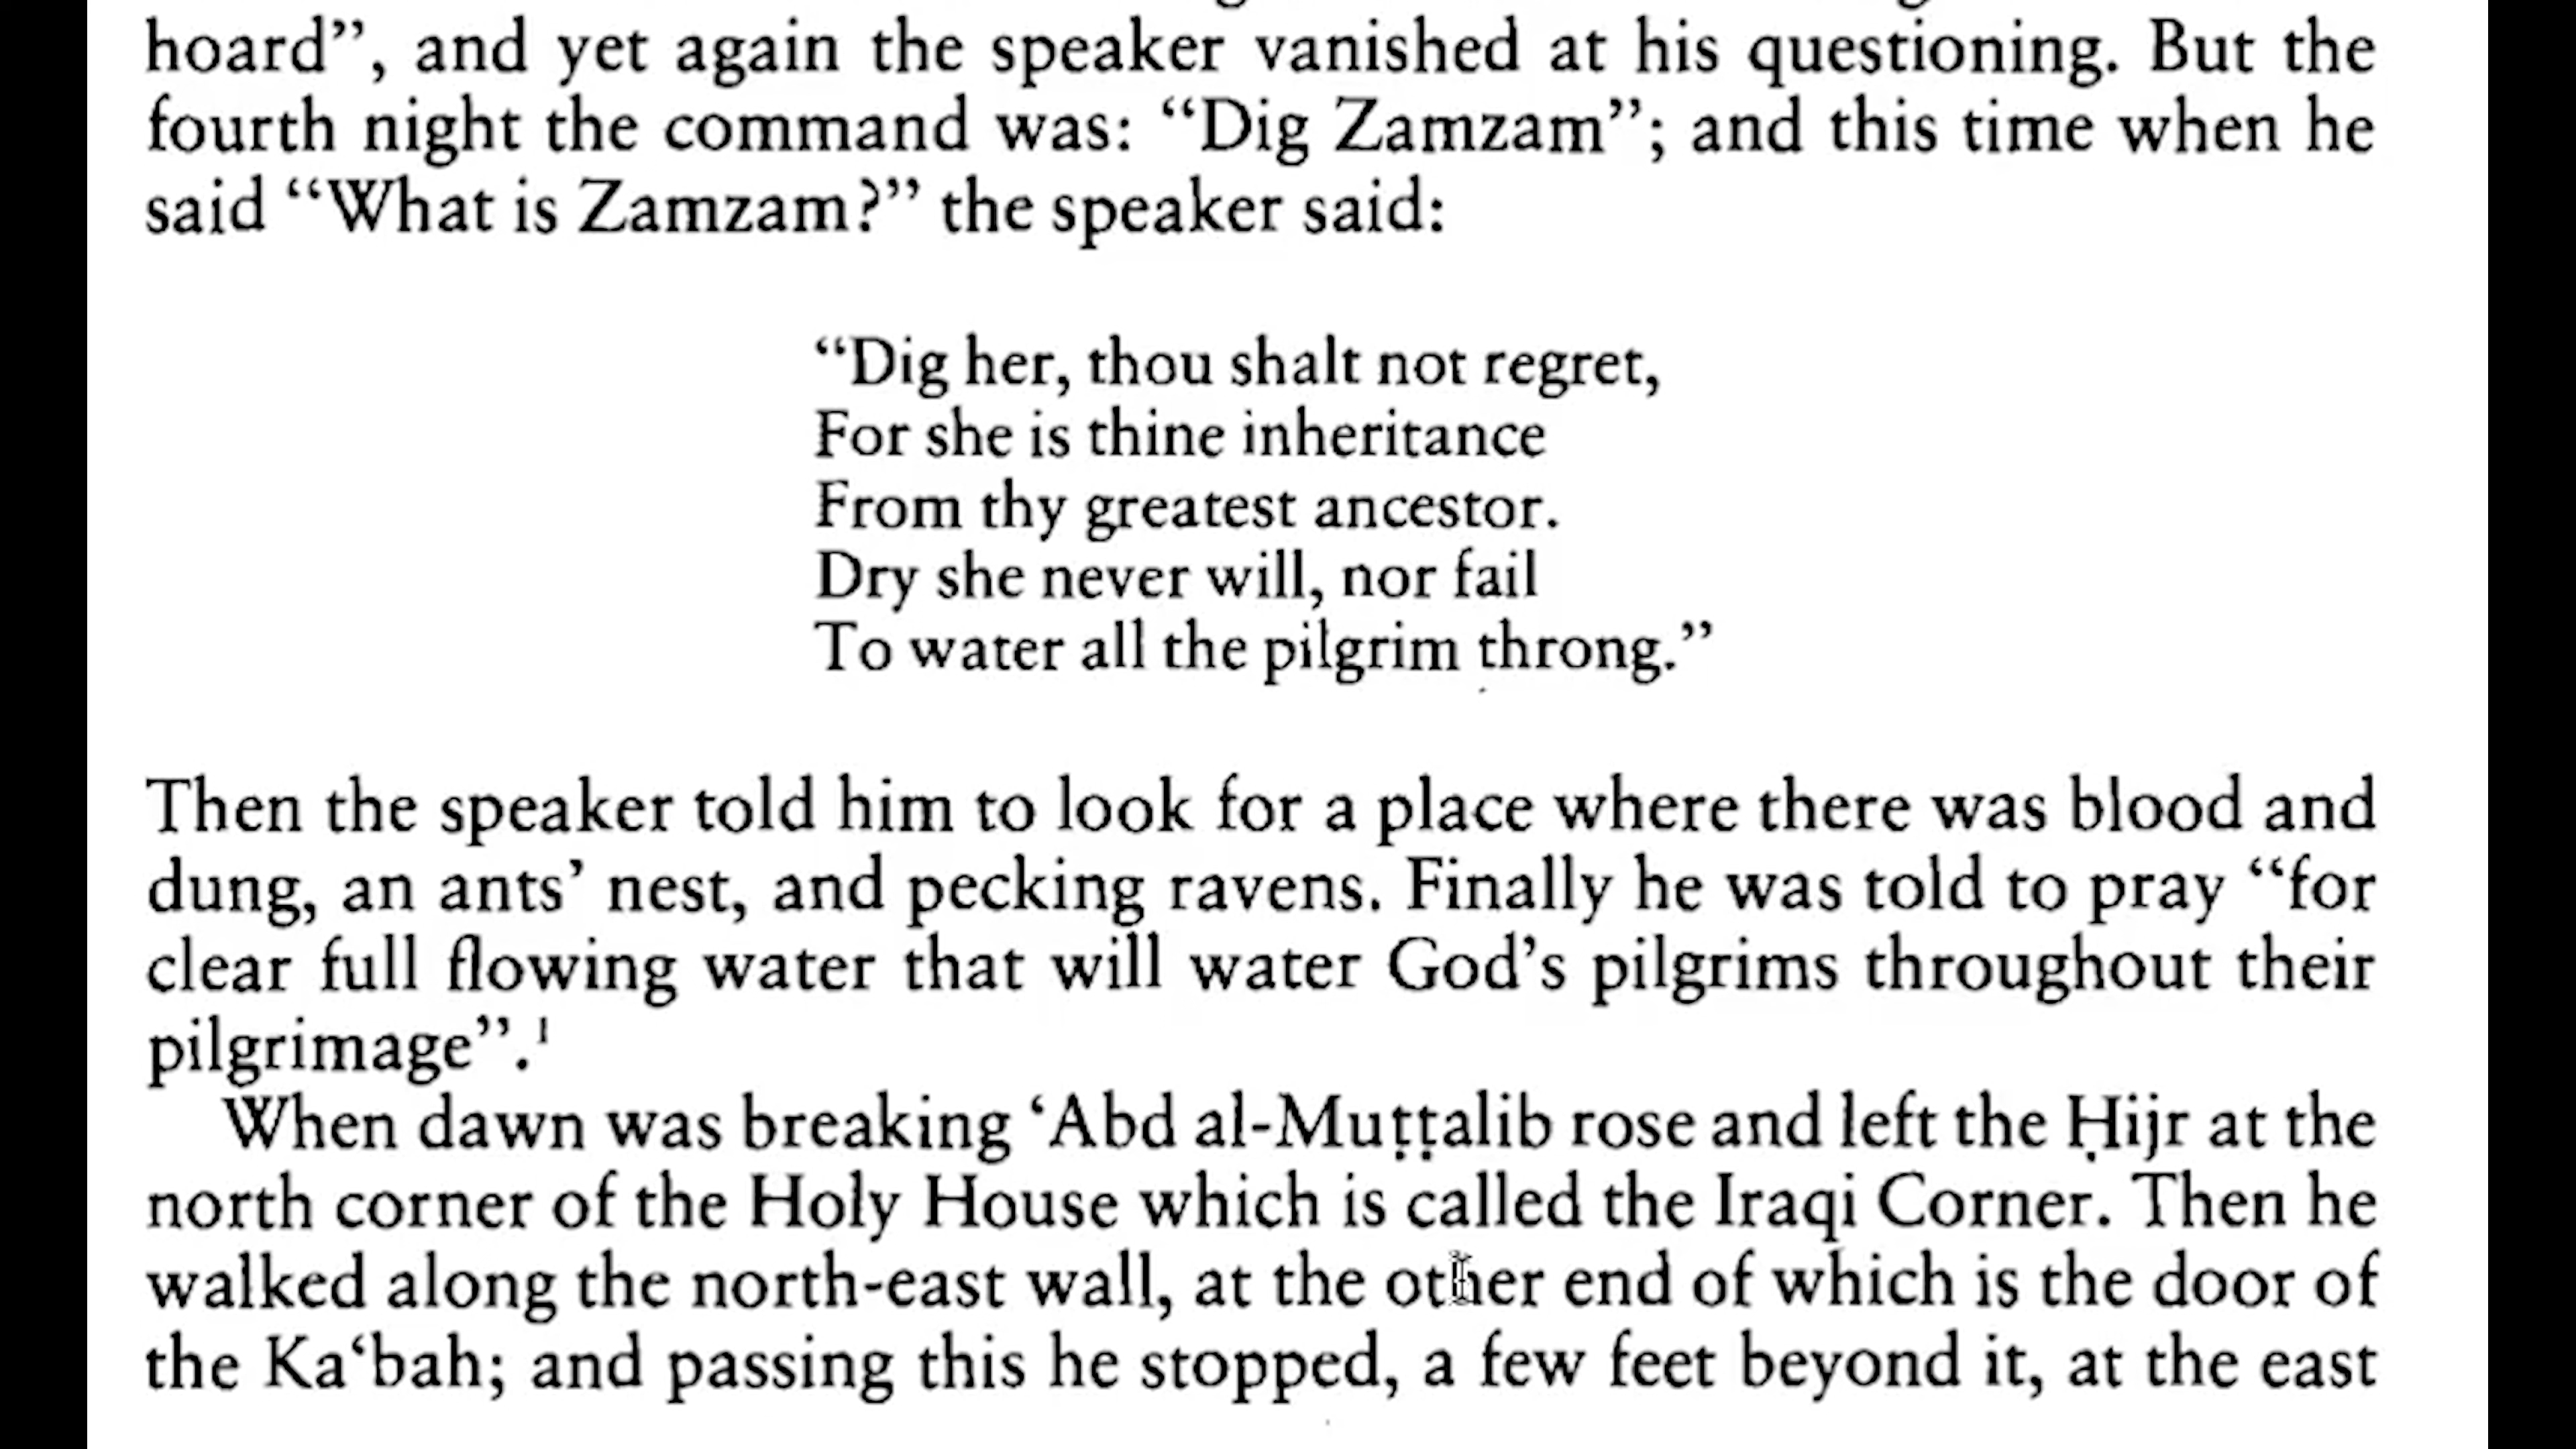 hoard”, and yet again the speaker vanished at his questioning. But the
fourth night the command was: “Dig Zamzam”; and this time when he
said “What is Zamzam?” the speaker said:
“Dig her, thou shalt not regret,
For she is thine inheritance
From thy greatest ancestor.
Dry she never will, nor fail
To water all the pilgrim throng.”
Then the speaker told him to look for a place where there was blood and
dung, an ants’ nest, and pecking ravens. Finally he was told to pray “for
clear full flowing water that will water God’s pilgrims throughout their
pilgrimage”.¹
When dawn was breaking ‘Abd al-Muṭṭalib rose and left the Ḥijr at the
north corner of the Holy House which is called the Iraqi Corner. Then he
walked along the north-east wall, at the other end of which is the door of
the Ka‘bah; and passing this he stopped, a few feet beyond it, at the east